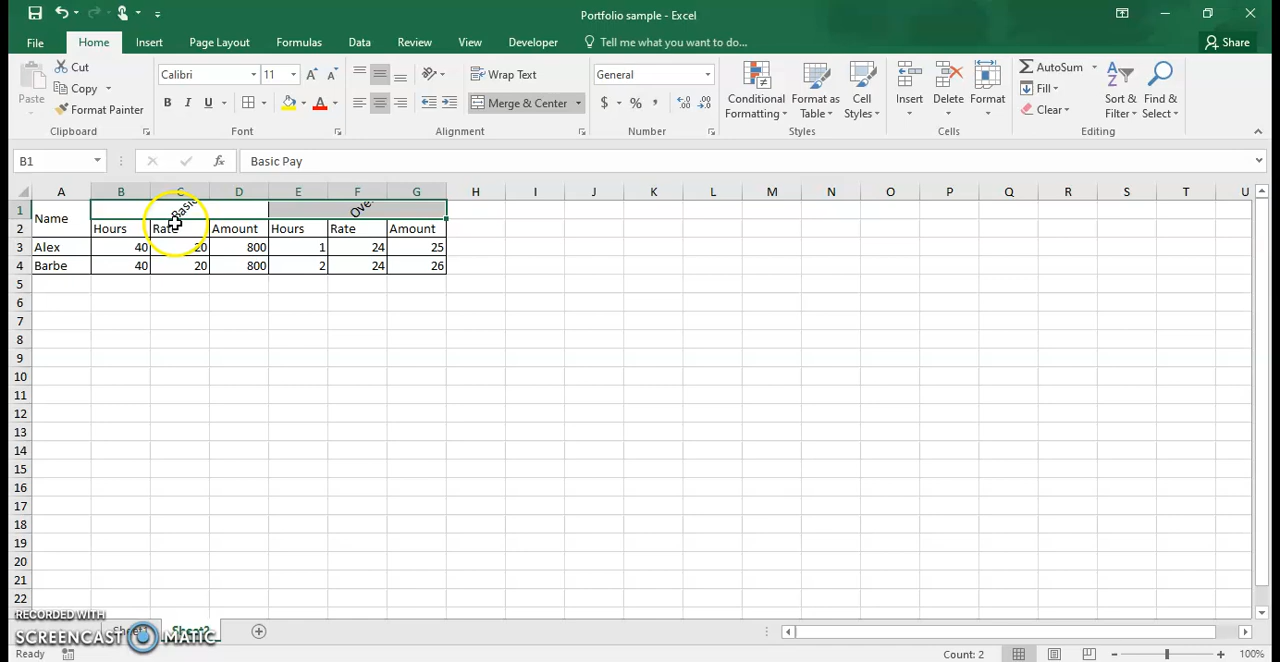 Portfolio sample - Excel
File Home Insert Page Layout Formulas Data Review View Developer Tell me what you want to do... Share
Paste Cut Calibri 11 Wrap Text General Conditional Formatting Format as Table Cell Styles Insert Delete Format AutoSum Sort & Filter Find & Select
Copy Fill
Format Painter B I U Merge & Center $ % , Clear
Clipboard Font Alignment Number Styles Cells Editing
B1 fx Basic Pay
A B C D E F G H I J K L M N O P Q R S T U
1 Name Basic Ove
2 Hours Rate Amount Hours Rate Amount
3 Alex 40 20 800 1 24 25
4 Barbe 40 20 800 2 24 26
5
6
7
8
9
10
11
12
13
14
15
16
17
18
19
20
21
22
RECORDED WITH
SCREENCAST MATIC
Sheet2
Ready Count: 2 100%